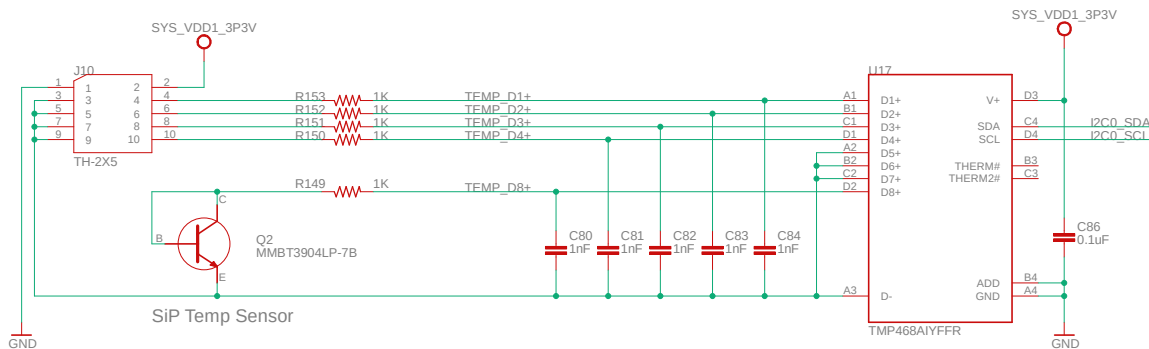 SYS_VDD1_3P3V
SYS_VDD1_3P3V
J10
1 1 2 2
3 3 4 4
5 5 6 6
7 7 8 8
9 9 10 10
TH-2X5
R153 1K TEMP_D1+
R152 1K TEMP_D2+
R151 1K TEMP_D3+
R150 1K TEMP_D4+
R149 1K TEMP_D8+
U17
A1 D1+
B1 D2+
C1 D3+
D1 D4+
A2 D5+
B2 D6+
C2 D7+
D2 D8+
A3 D-
V+ D3
SDA C4 I2C0_SDA
SCL D4 I2C0_SCL
THERM# B3
THERM2# C3
ADD B4
GND A4
TMP468AIYFFR
C
B
E
Q2
MMBT3904LP-7B
C80
1nF
C81
1nF
C82
1nF
C83
1nF
C84
1nF
C86
0.1uF
SiP Temp Sensor
GND
GND